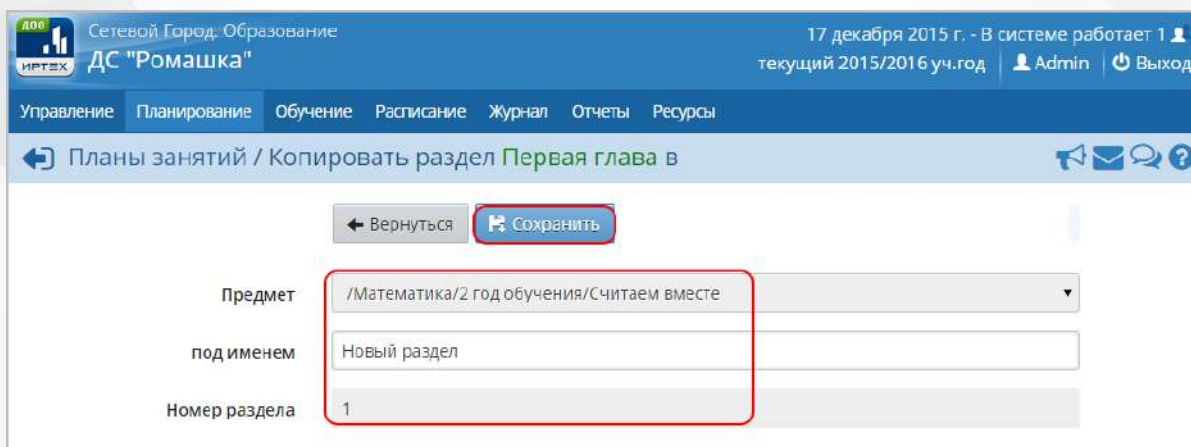 ДОО
ИРТЕХ
Сетевой Город. Образование
ДС "Ромашка"
17 декабря 2015 г. - В системе работает 1
текущий 2015/2016 уч.год
Admin
Выход
Управление Планирование Обучение Расписание Журнал Отчеты Ресурсы
Планы занятий / Копировать раздел Первая глава в
Вернуться
Сохранить
Предмет /Математика/2 год обучения/Считаем вместе
под именем Новый раздел
Номер раздела 1